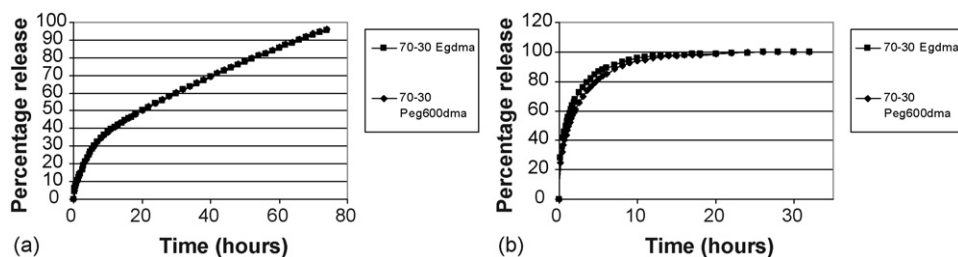 Percentage release
100
90
80
70
60
50
40
30
20
10
0
0 20 40 60 80
Time (hours)
(a)
70-30 Egdma
70-30
Peg600dma
Percentage release
120
100
80
60
40
20
0
0 10 20 30
Time (hours)
(b)
70-30 Egdma
70-30
Peg600dma